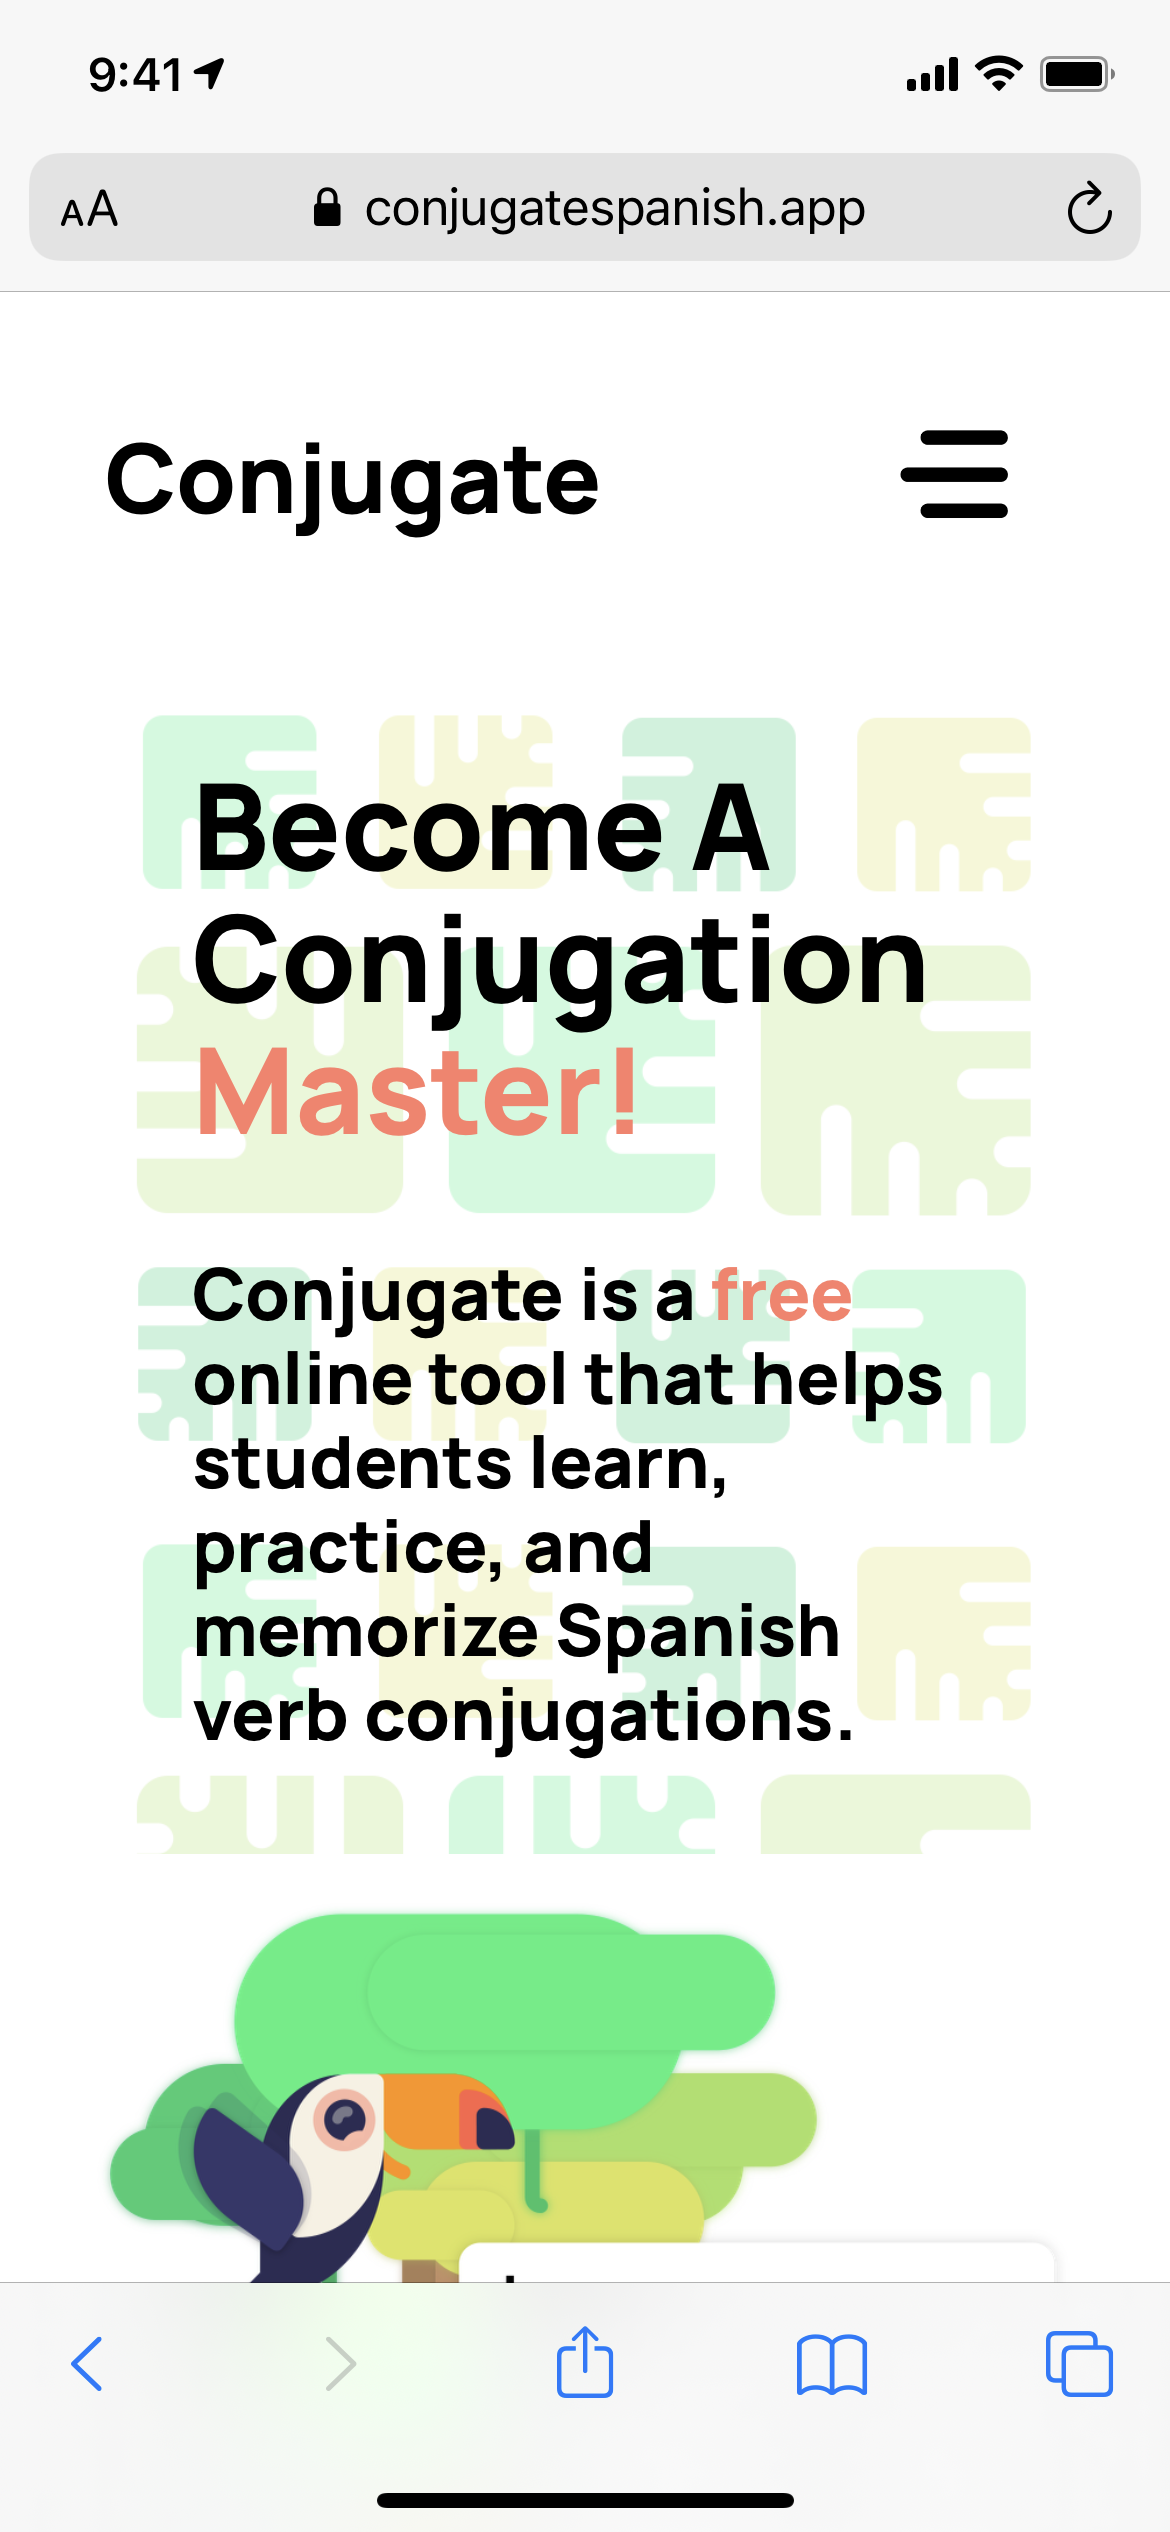 9:41
AA
conjugatespanish.app
Conjugate
Become A
Conjugation
Master!
Conjugate is a free
online tool that helps
students learn,
practice, and
memorize Spanish
verb conjugations.